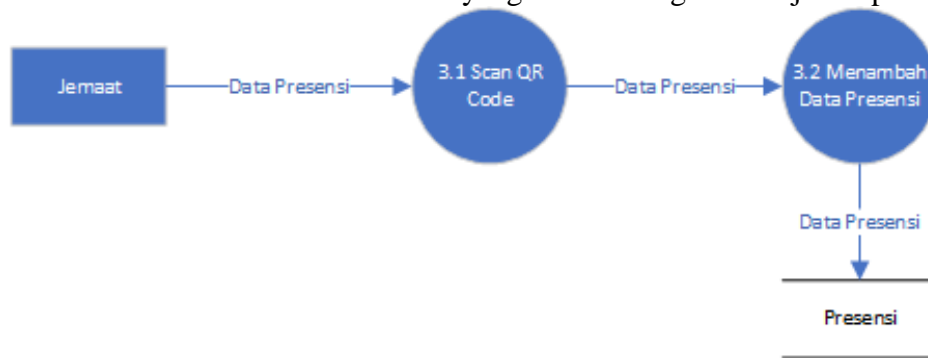 Jemaat
Data Presensi
3.1 Scan QR
Code
Data Presensi
3.2 Menambah
Data Presensi
Data Presensi
Presensi